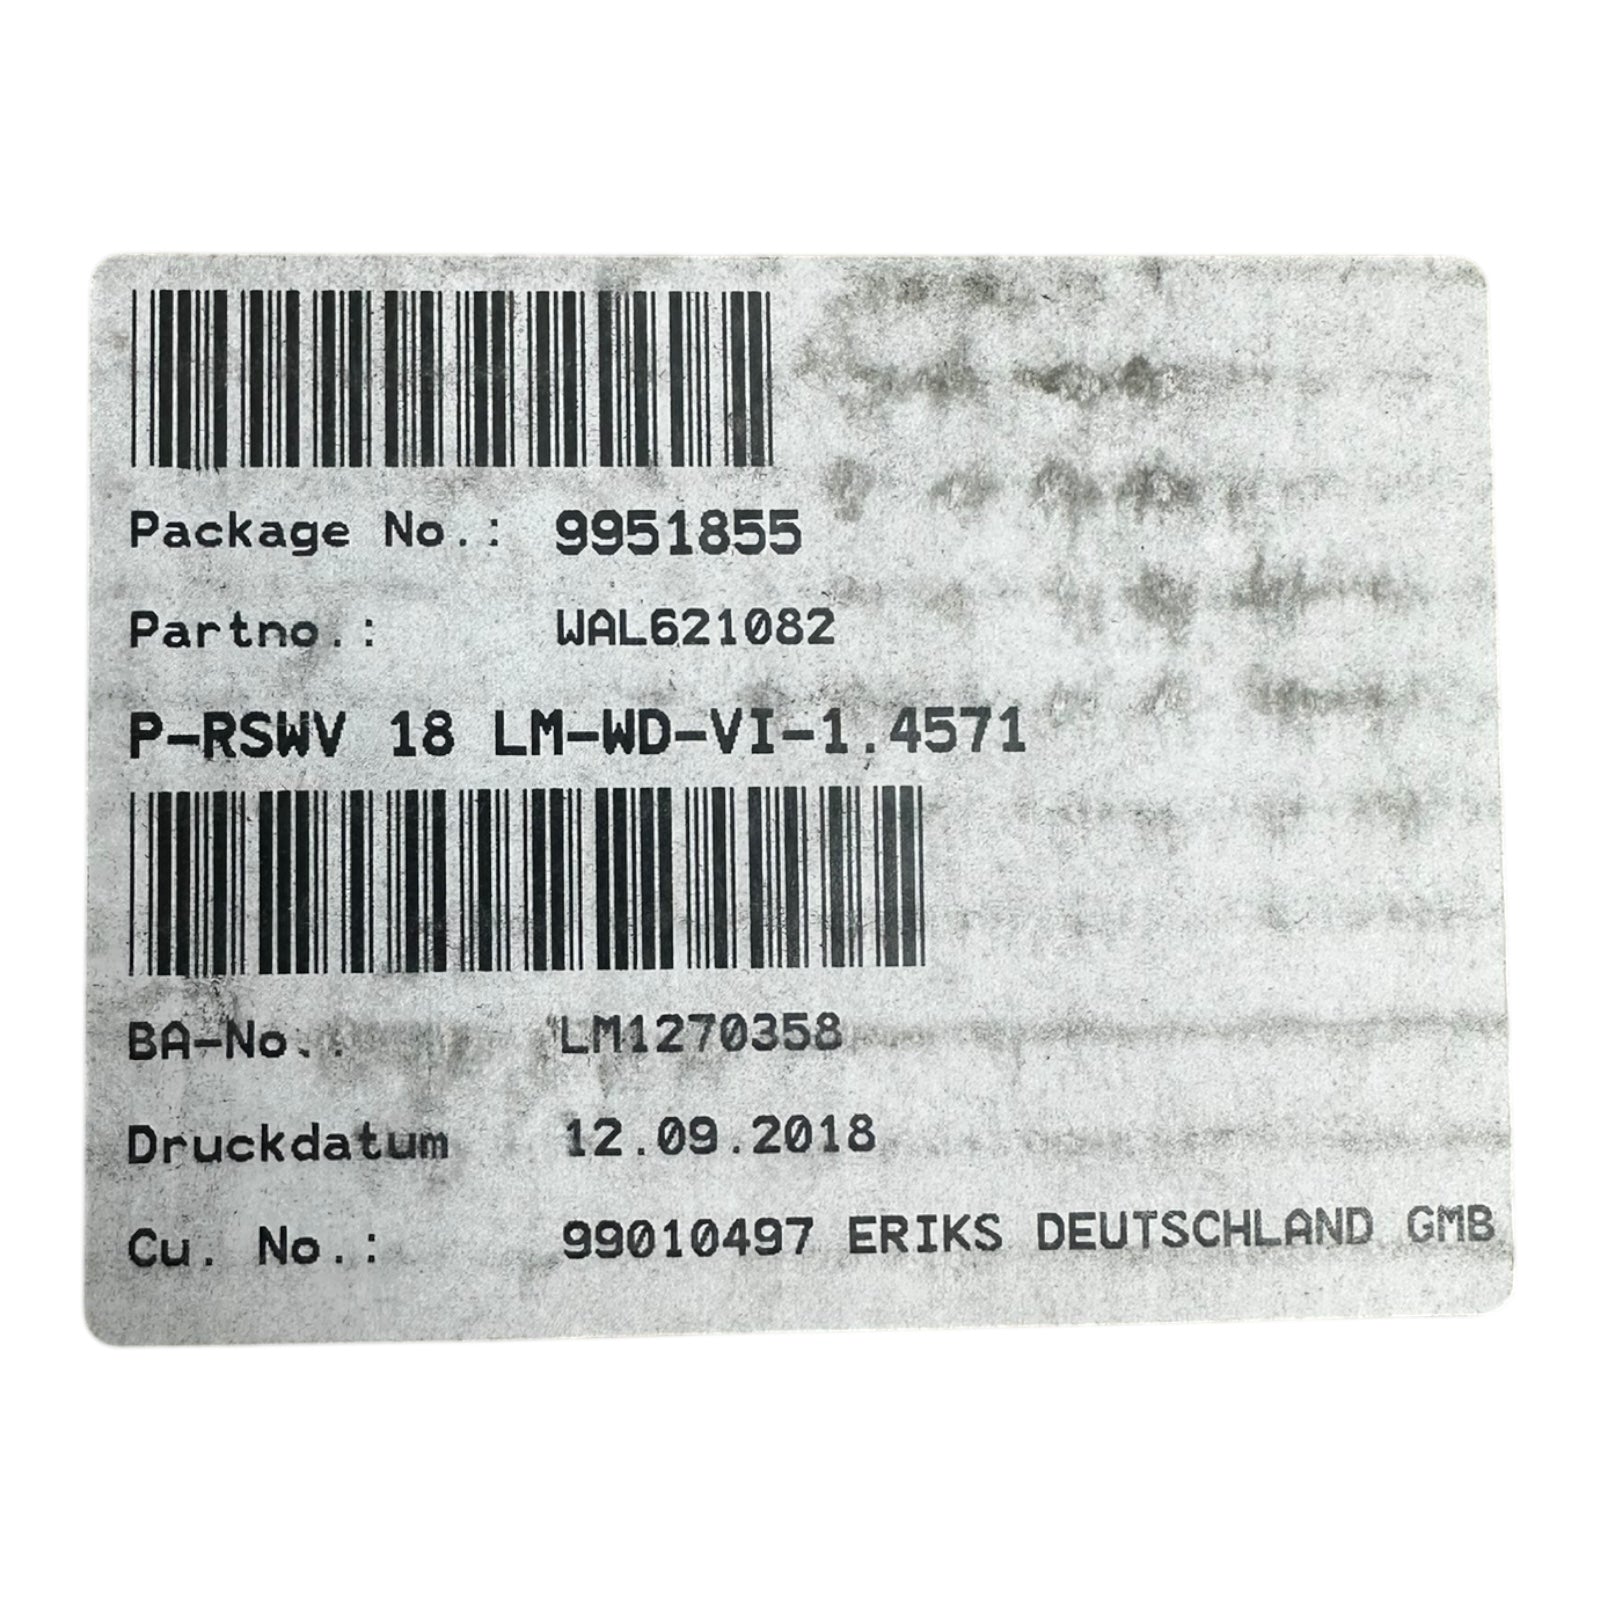 Package No.: 9951855
Partno.: WAL621082
P-RSWV 18 LM-WD-VI-1.4571
BA-No.: LM1270358
Druckdatum 12.09.2018
Cu. No.: 99010497 ERIKS DEUTSCHLAND GMB